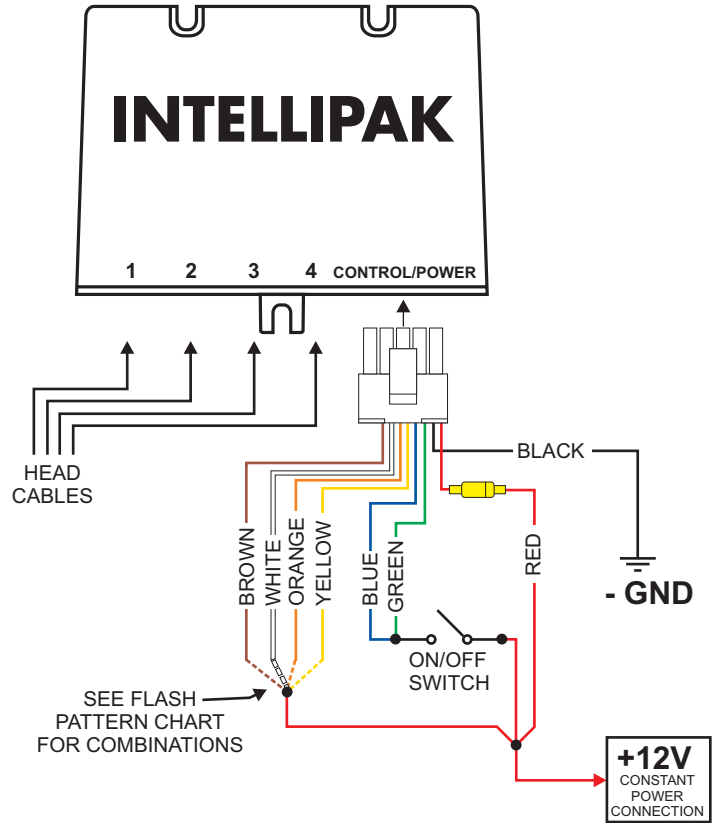 INTELLIPAK
1 2 3 4 CONTROL/POWER
HEAD
CABLES
BLACK
BROWN
WHITE
ORANGE
YELLOW
BLUE
GREEN
RED
- GND
ON/OFF
SWITCH
SEE FLASH
PATTERN CHART
FOR COMBINATIONS
+12V
CONSTANT
POWER
CONNECTION